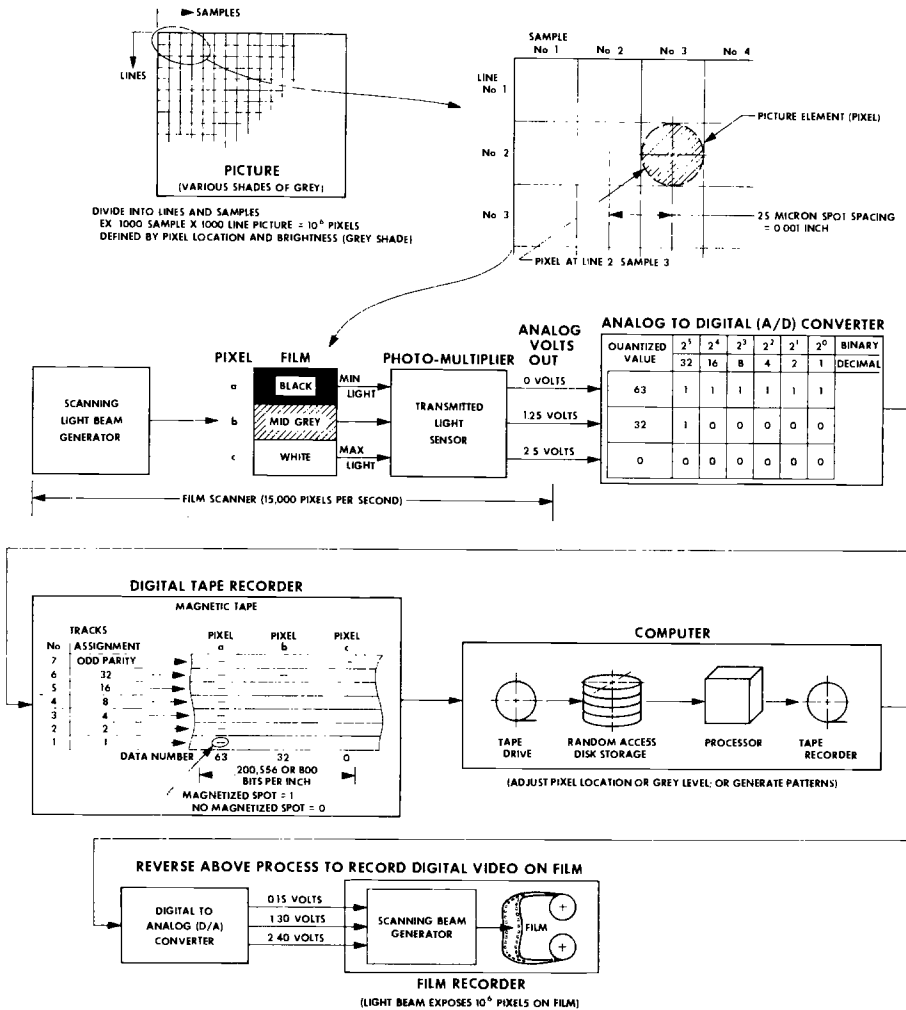 SAMPLES
LINES
PICTURE
(VARIOUS SHADES OF GREY)
DIVIDE INTO LINES AND SAMPLES
EX 1000 SAMPLE X 1000 LINE PICTURE = 10⁶ PIXELS
DEFINED BY PIXEL LOCATION AND BRIGHTNESS (GREY SHADE)
SAMPLE
No 1 No 2 No 3 No 4
LINE
No 1
No 2
No 3
PICTURE ELEMENT (PIXEL)
25 MICRON SPOT SPACING
= 0.001 INCH
PIXEL AT LINE 2 SAMPLE 3
SCANNING
LIGHT BEAM
GENERATOR
PIXEL
a
b
c
FILM
BLACK
MID GREY
WHITE
MIN
LIGHT
MAX
LIGHT
PHOTO-MULTIPLIER
TRANSMITTED
LIGHT
SENSOR
ANALOG
VOLTS
OUT
0 VOLTS
1.25 VOLTS
2.5 VOLTS
FILM SCANNER (15,000 PIXELS PER SECOND)
ANALOG TO DIGITAL (A/D) CONVERTER
QUANTIZED
VALUE
2⁵ 2⁴ 2³ 2² 2¹ 2⁰ BINARY
32 16 8 4 2 1 DECIMAL
63 1 1 1 1 1 1
32 1 0 0 0 0 0
0 0 0 0 0 0 0
DIGITAL TAPE RECORDER
MAGNETIC TAPE
TRACKS
No ASSIGNMENT
7 ODD PARITY
6 32
5 16
4 8
3 4
2 2
1 1
PIXEL PIXEL PIXEL
a b c
DATA NUMBER 63 32 0
200,556 OR 800
BITS PER INCH
MAGNETIZED SPOT = 1
NO MAGNETIZED SPOT = 0
COMPUTER
TAPE
DRIVE
RANDOM ACCESS
DISK STORAGE
PROCESSOR
TAPE
RECORDER
(ADJUST PIXEL LOCATION OR GREY LEVEL; OR GENERATE PATTERNS)
REVERSE ABOVE PROCESS TO RECORD DIGITAL VIDEO ON FILM
DIGITAL TO
ANALOG (D/A)
CONVERTER
0.15 VOLTS
1.30 VOLTS
2.40 VOLTS
SCANNING BEAM
GENERATOR
FILM
FILM RECORDER
(LIGHT BEAM EXPOSES 10⁶ PIXELS ON FILM)